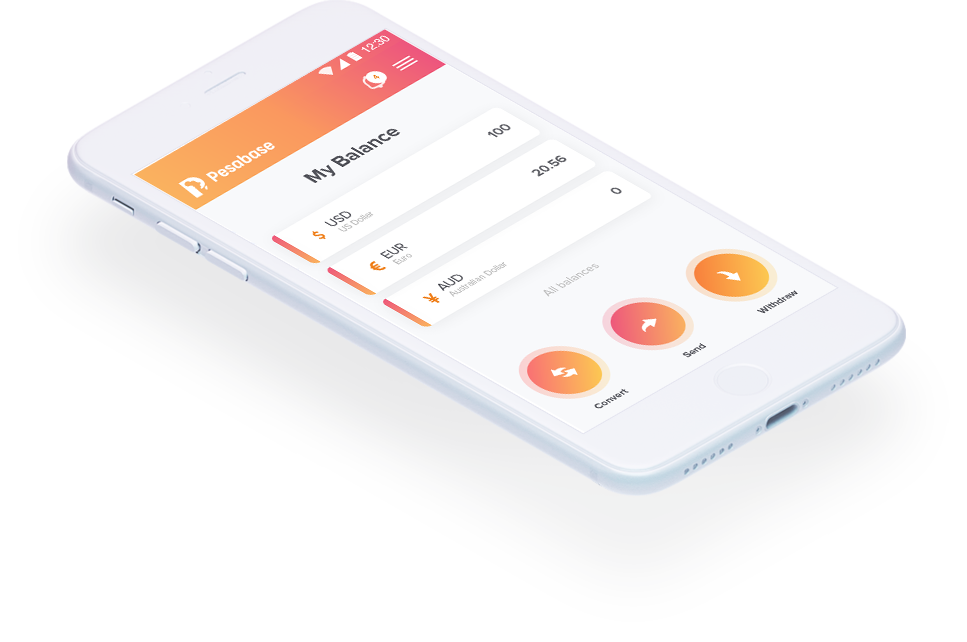 12:30
4
Pesabase
My Balance
$ USD 100
US Dollar
€ EUR 20.56
Euro
¥ AUD 0
Australian Dollar
All balances
Convert
Send
Withdraw